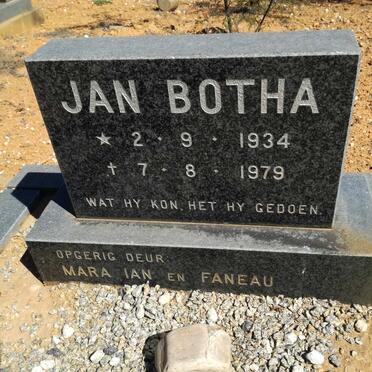 JAN BOTHA
★ 2 · 9 · 1934
† 7 · 8 · 1979
WAT HY KON, HET HY GEDOEN.
OPGERIG DEUR
MARA IAN EN FANEAU